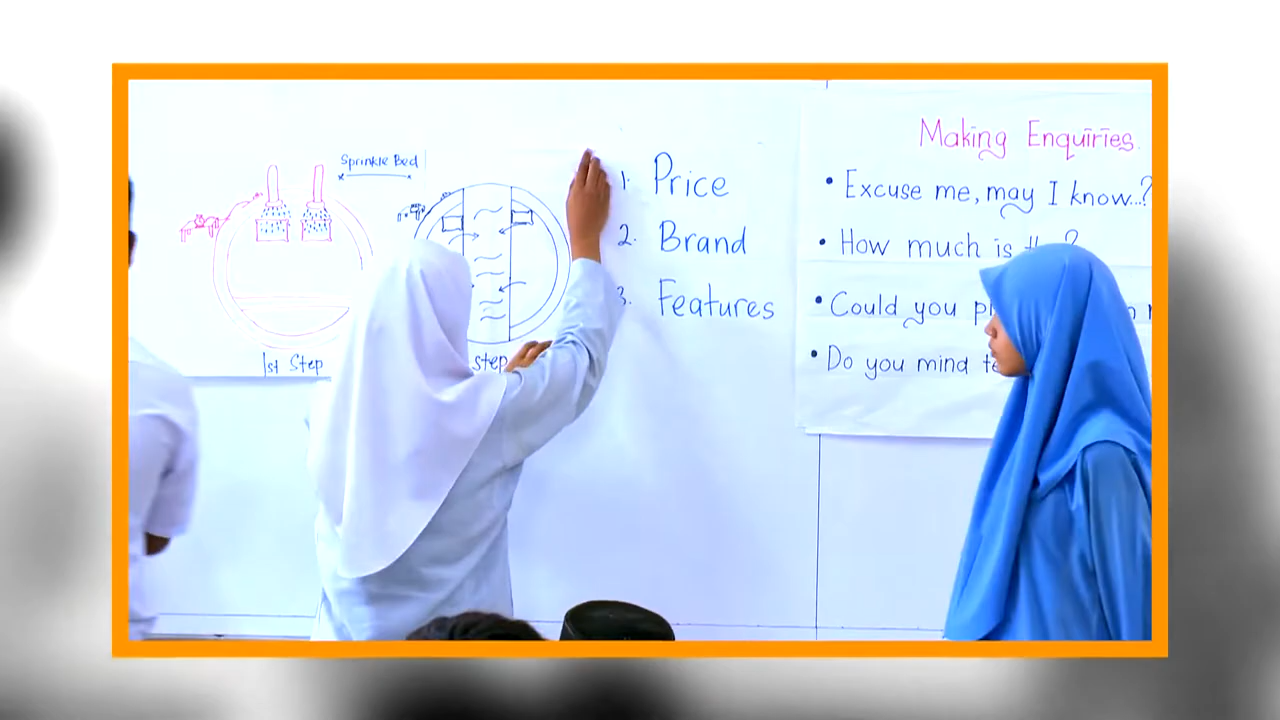 Sprinkle Bed
1st Step
step
1. Price
2. Brand
3. Features
Making Enquiries
• Excuse me, may I know...?
• How much is ?
• Could you
• Do you mind